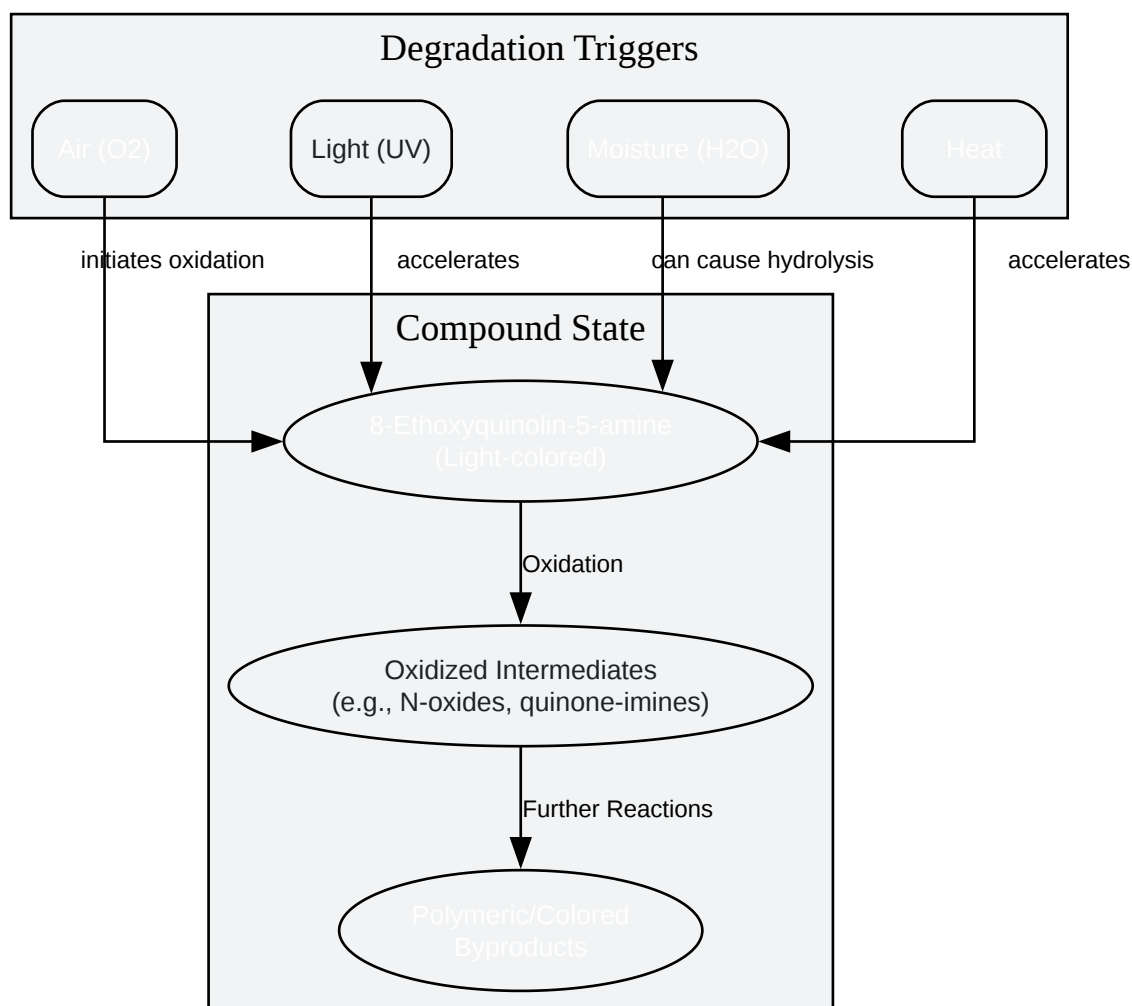 Degradation Triggers
Air (O2)
Light (UV)
Moisture (H2O)
Heat
initiates oxidation
accelerates
can cause hydrolysis
accelerates
Compound State
8-Ethoxyquinolin-5-amine
(Light-colored)
Oxidation
Oxidized Intermediates
(e.g., N-oxides, quinone-imines)
Further Reactions
Polymeric/Colored
Byproducts